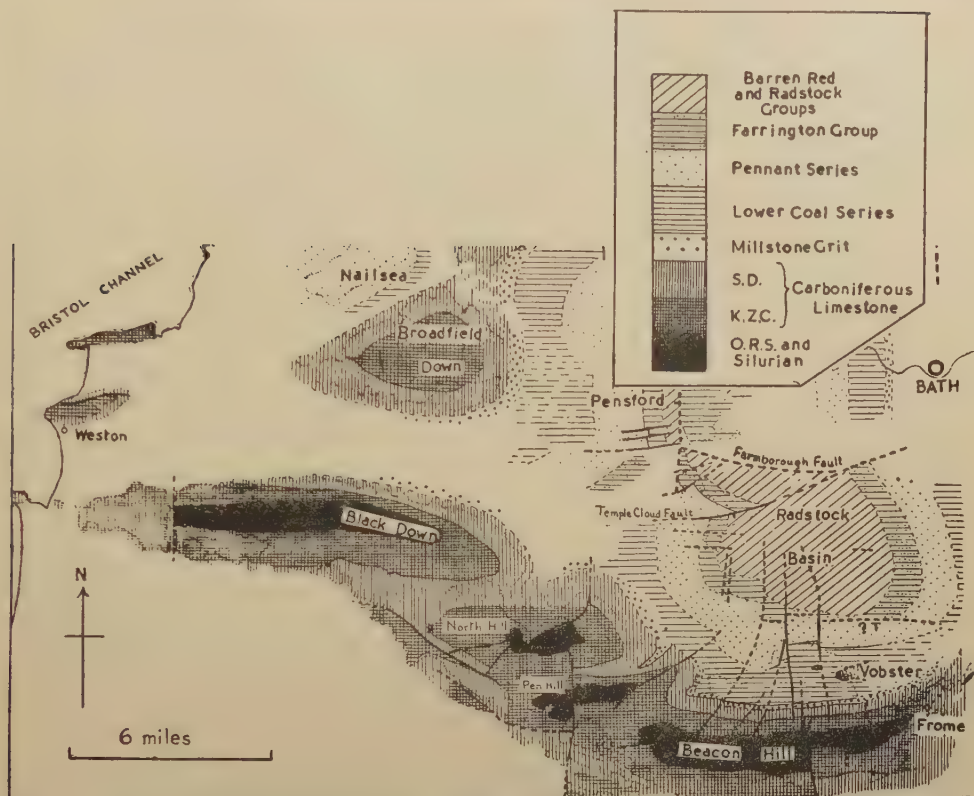 Barren Red
and Radstock
Groups
Farrington Group
Pennant Series
Lower Coal Series
Millstone Grit
S.D.
Carboniferous
Limestone
K.Z.C.
O.R.S. and
Silurian
BRISTOL CHANNEL
Nailsea
Broadfield
Down
BATH
Pensford
Weston
Farmborough Fault
Temple Cloud Fault
Radstock
Basin
Black Down
N
North Hill
? T
Pen Hill
Vobster
Frome
6 miles
Beacon Hill